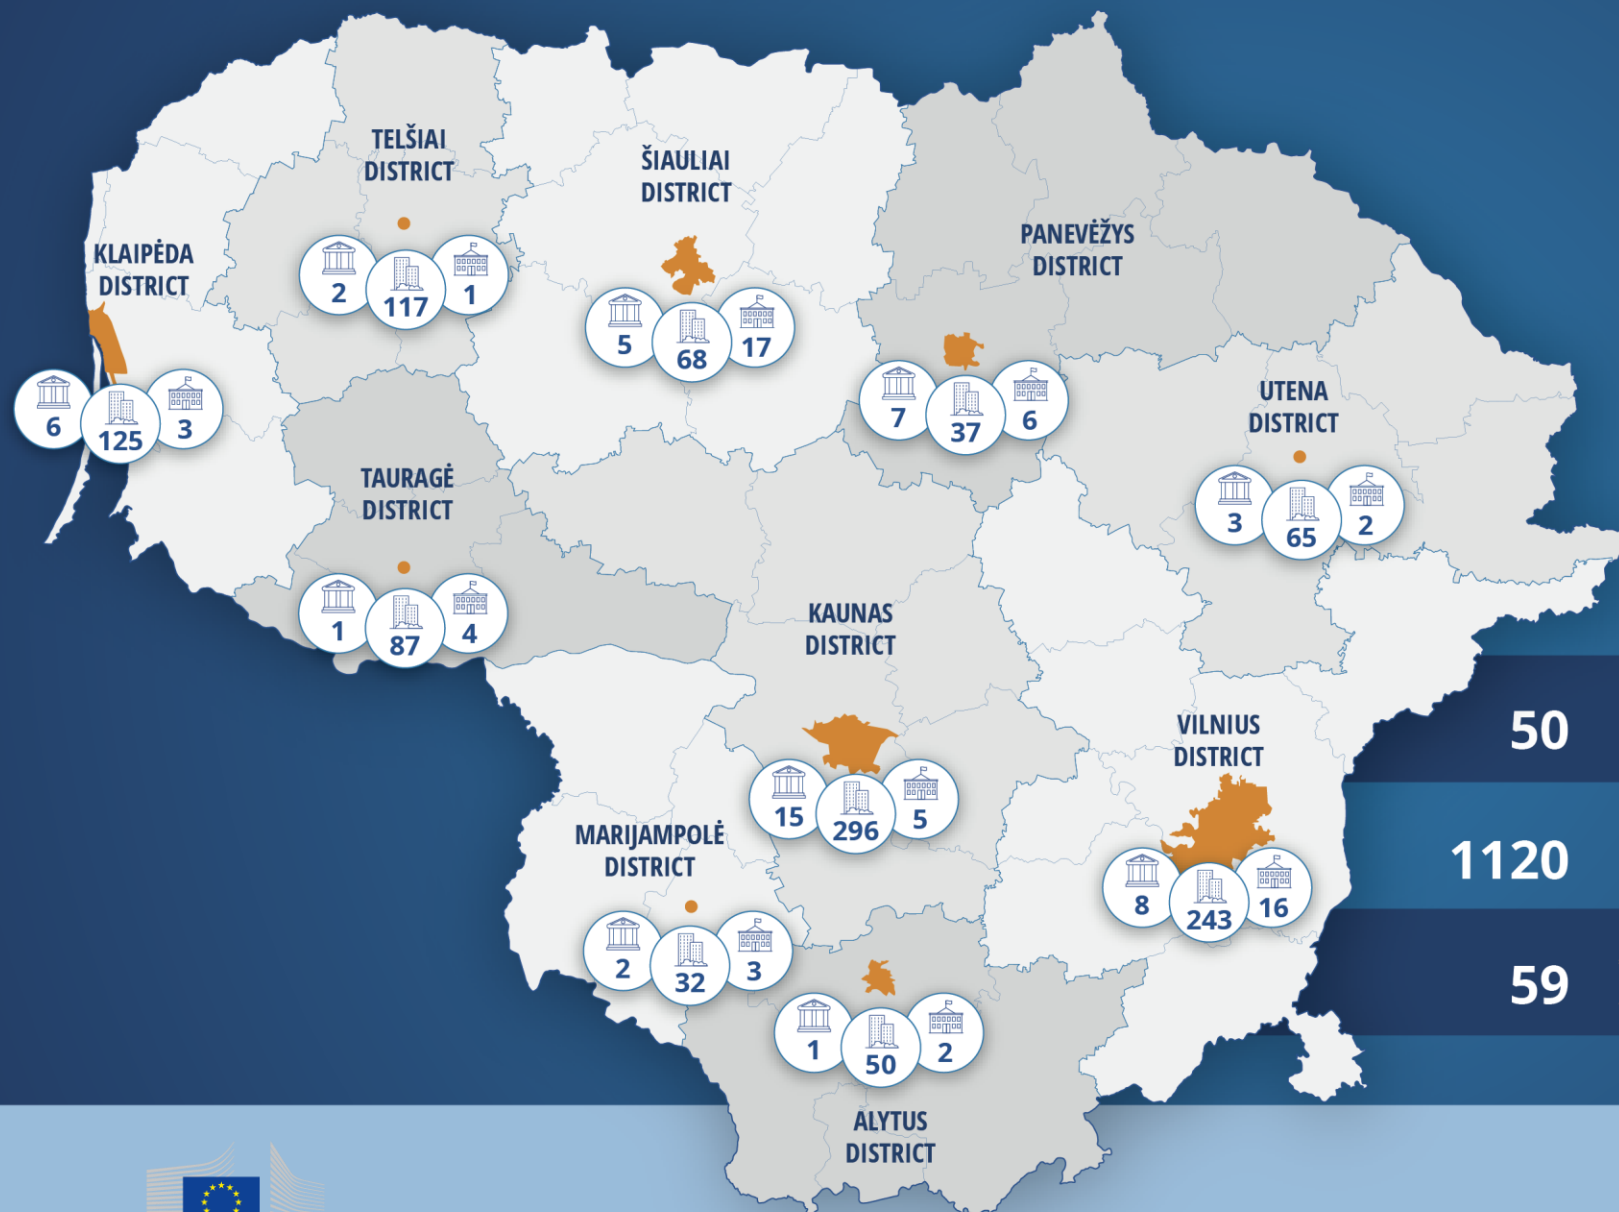 TELŠIAI
DISTRICT
2
117
1
ŠIAULIAI
DISTRICT
5
68
17
PANEVĖŽYS
DISTRICT
7
37
6
KLAIPĖDA
DISTRICT
6
125
3
UTENA
DISTRICT
3
65
2
TAURAGĖ
DISTRICT
1
87
4
KAUNAS
DISTRICT
15
296
5
VILNIUS
DISTRICT
8
243
16
MARIJAMPOLĖ
DISTRICT
2
32
3
1
50
2
ALYTUS
DISTRICT
50
1120
59